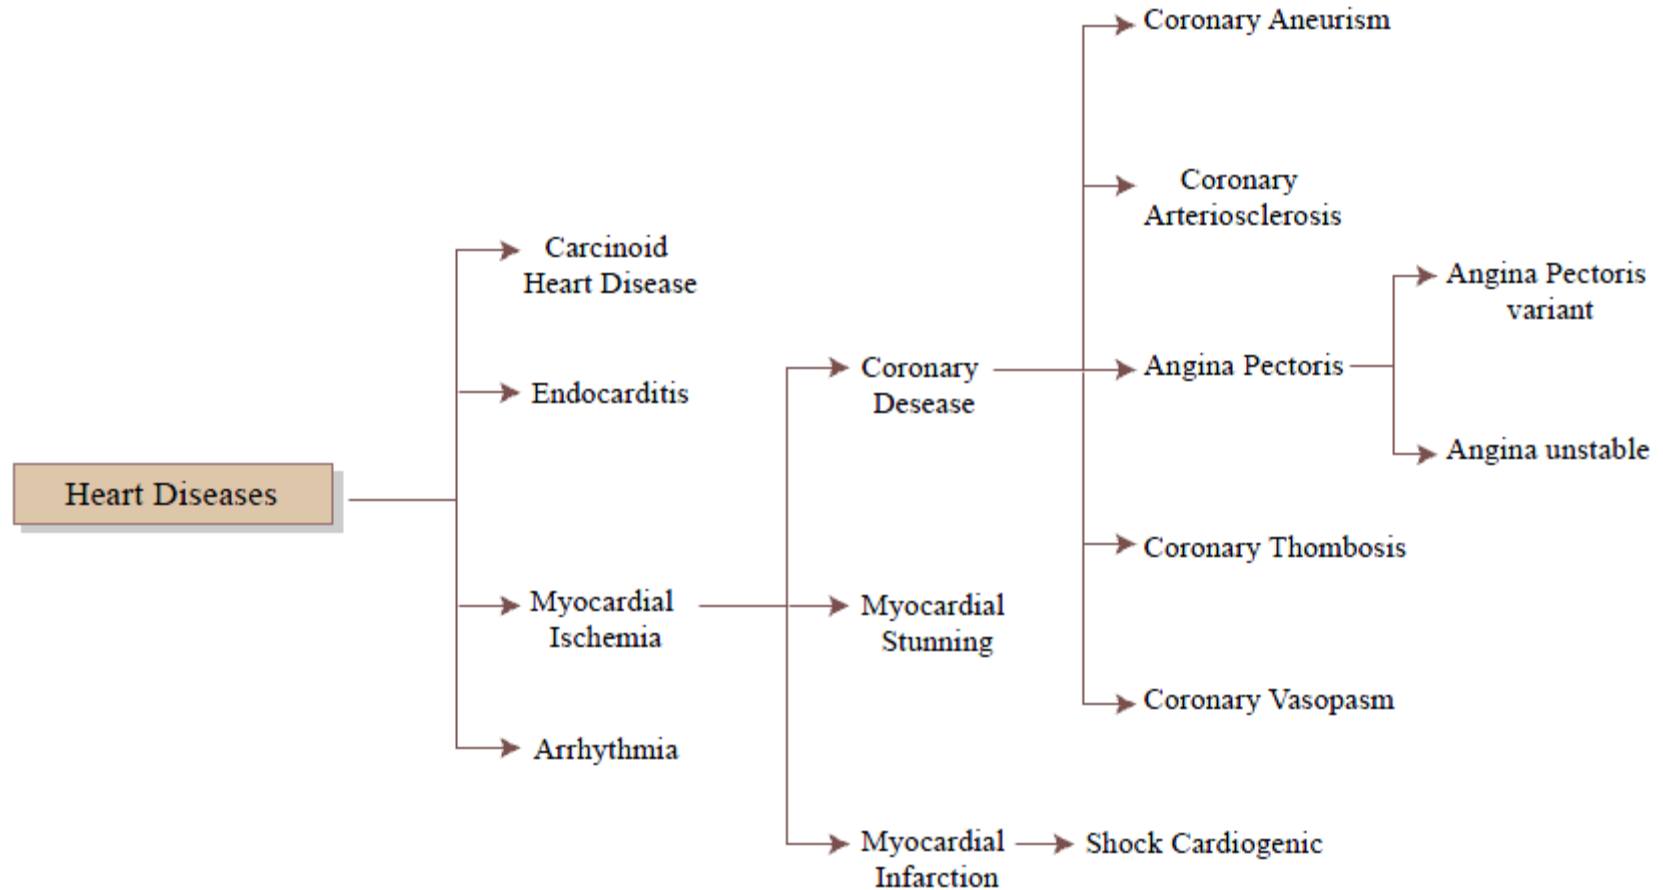 Heart Diseases
Carcinoid
Heart Disease
Endocarditis
Myocardial
Ischemia
Arrhythmia
Coronary
Desease
Myocardial
Stunning
Myocardial
Infarction
Coronary Aneurism
Coronary
Arteriosclerosis
Angina Pectoris
Coronary Thombosis
Coronary Vasopasm
Shock Cardiogenic
Angina Pectoris
variant
Angina unstable